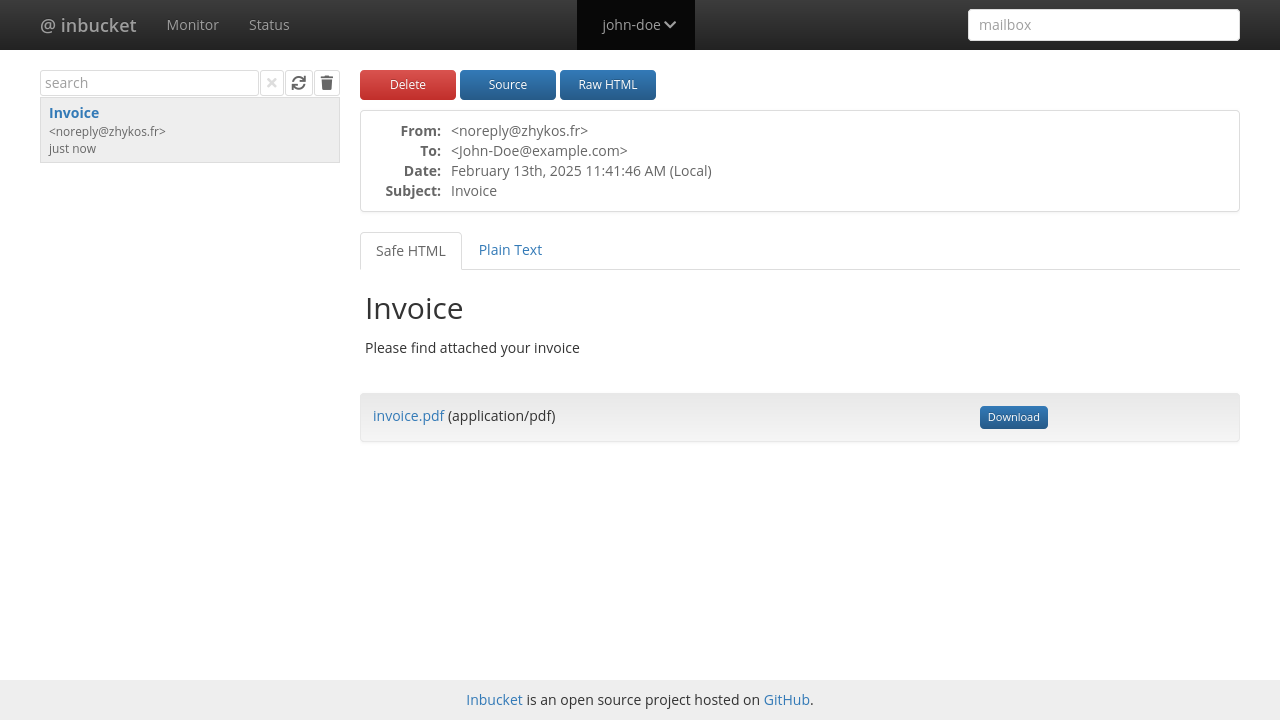 @ inbucket Monitor Status john-doe mailbox
search
Invoice
<noreply@zhykos.fr>
just now
Delete Source Raw HTML
From: <noreply@zhykos.fr>
To: <John-Doe@example.com>
Date: February 13th, 2025 11:41:46 AM (Local)
Subject: Invoice
Safe HTML Plain Text
Invoice
Please find attached your invoice
invoice.pdf (application/pdf) Download
Inbucket is an open source project hosted on GitHub.